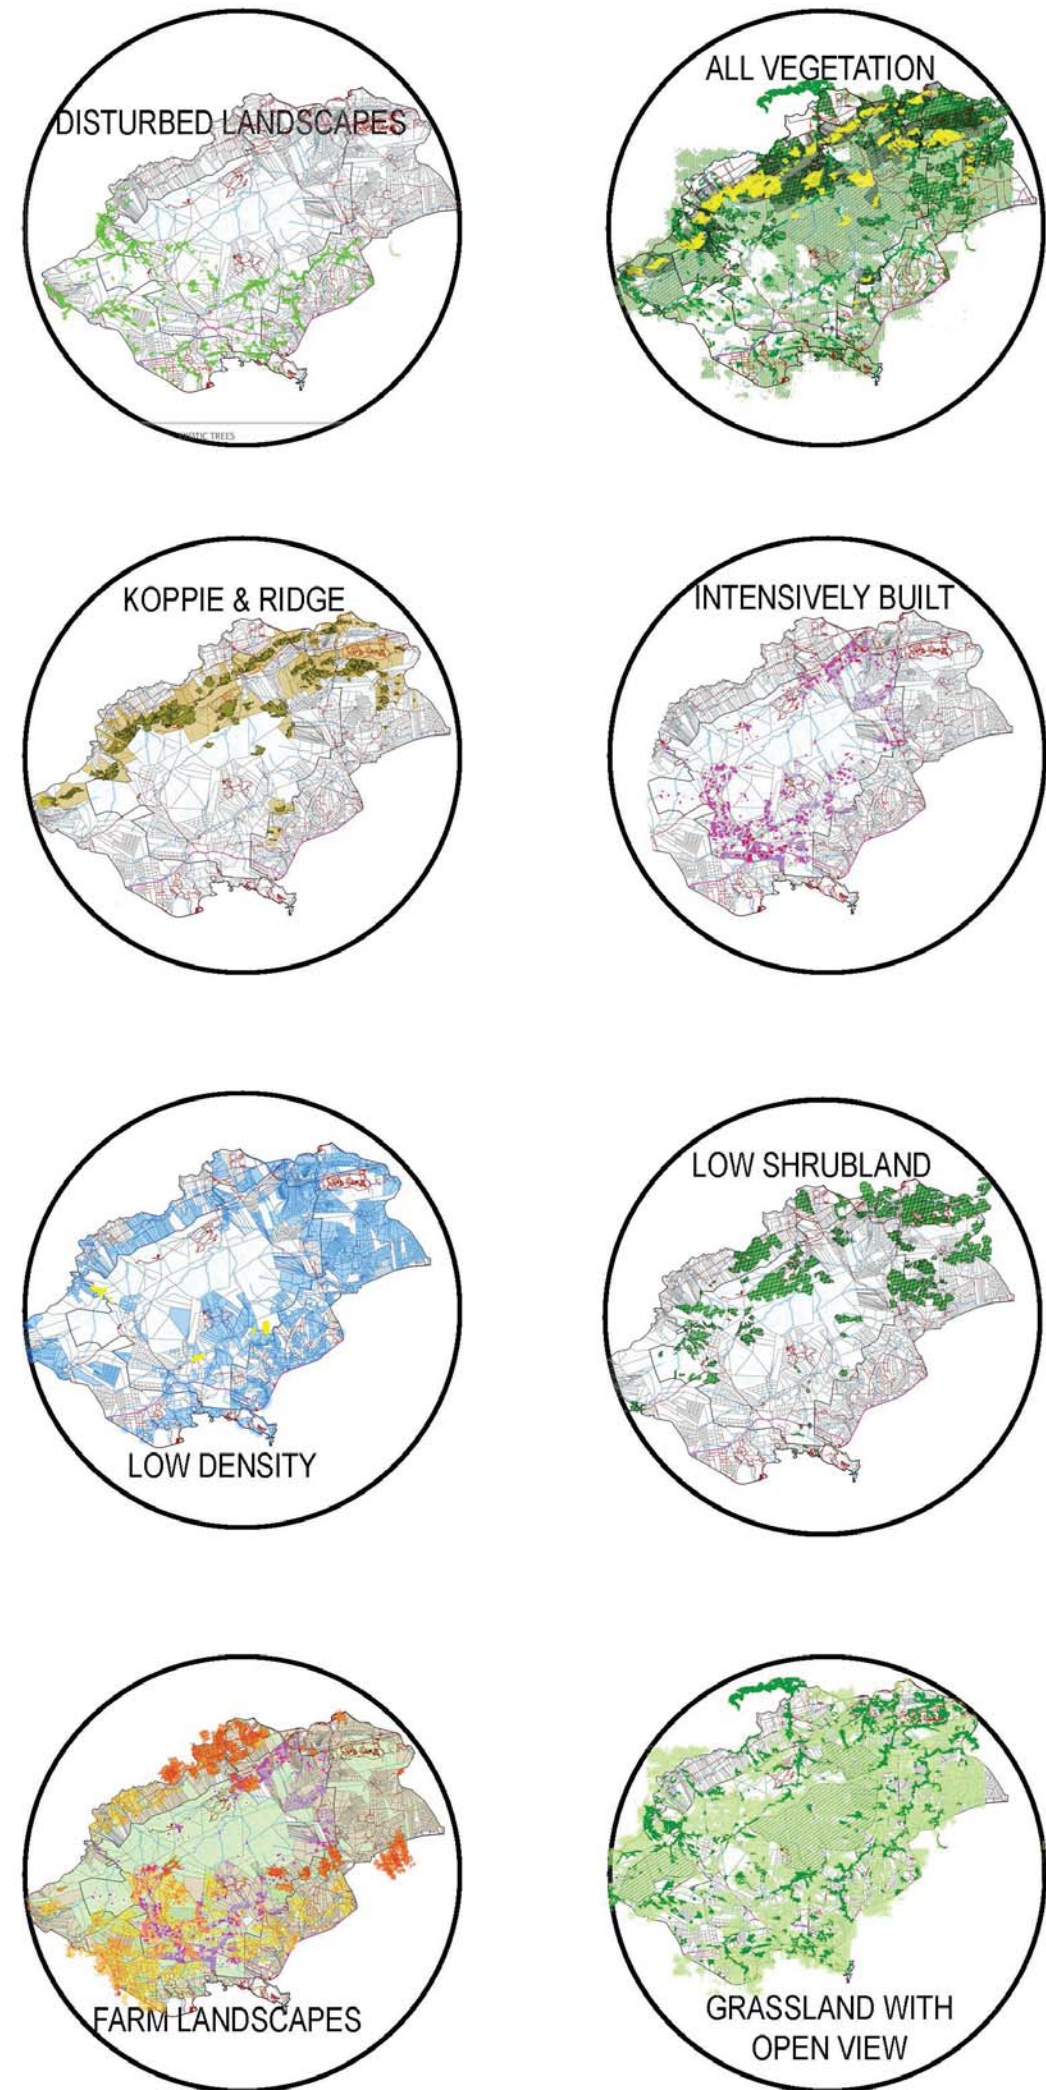 DISTURBED LANDSCAPES
ALL VEGETATION
KOPPIE & RIDGE
INTENSIVELY BUILT
LOW DENSITY
LOW SHRUBLAND
FARM LANDSCAPES
GRASSLAND WITH
OPEN VIEW